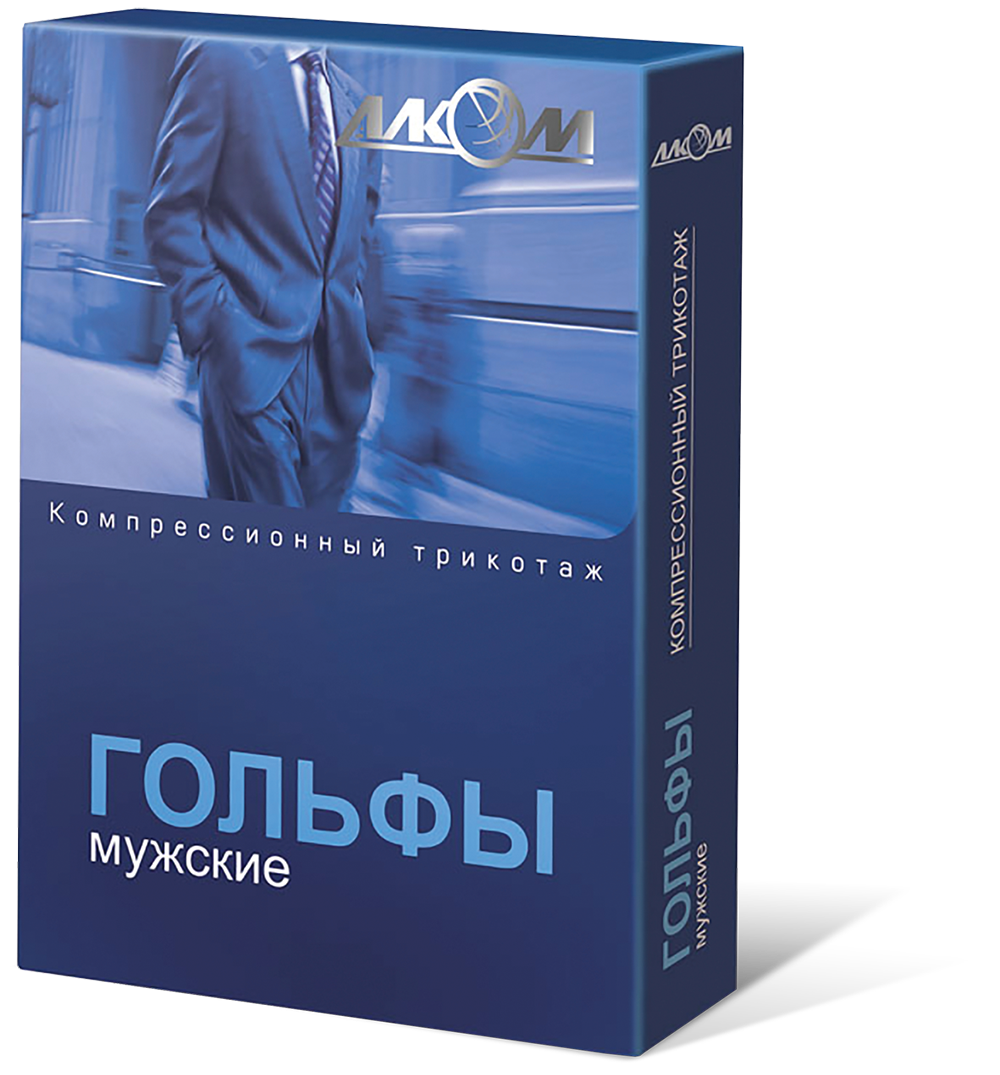 АЛКОМ
Компрессионный трикотаж
ГОЛЬФЫ
мужские
АЛКОМ
КОМПРЕССИОННЫЙ ТРИКОТАЖ
ГОЛЬФЫ
мужские